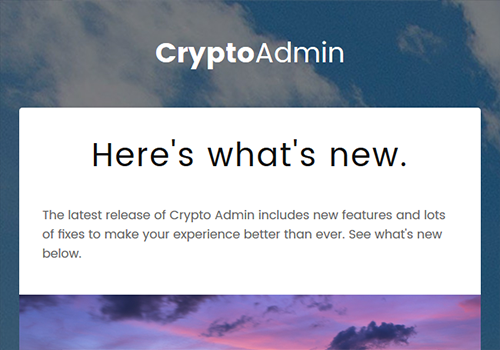 CryptoAdmin
Here's what's new.
The latest release of Crypto Admin includes new features and lots
of fixes to make your experience better than ever. See what's new
below.